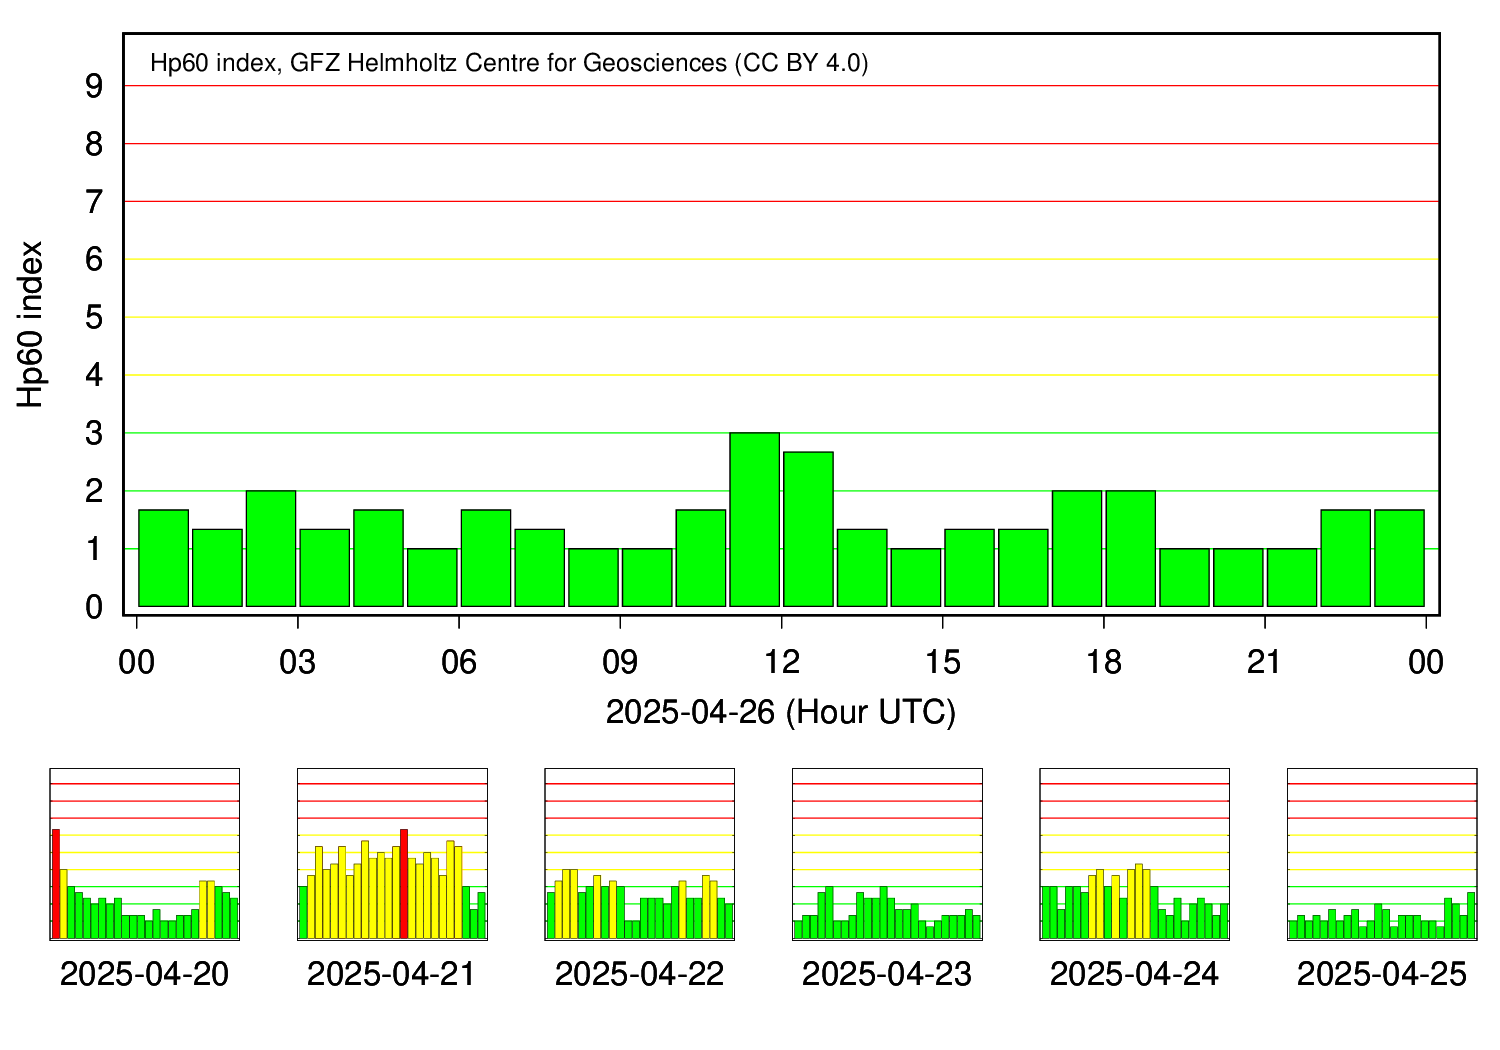 Hp60 index, GFZ Helmholtz Centre for Geosciences (CC BY 4.0)
Hp60 index
9
8
7
6
5
4
3
2
1
0
00 03 06 09 12 15 18 21 00
2025-04-26 (Hour UTC)
2025-04-20 2025-04-21 2025-04-22 2025-04-23 2025-04-24 2025-04-25